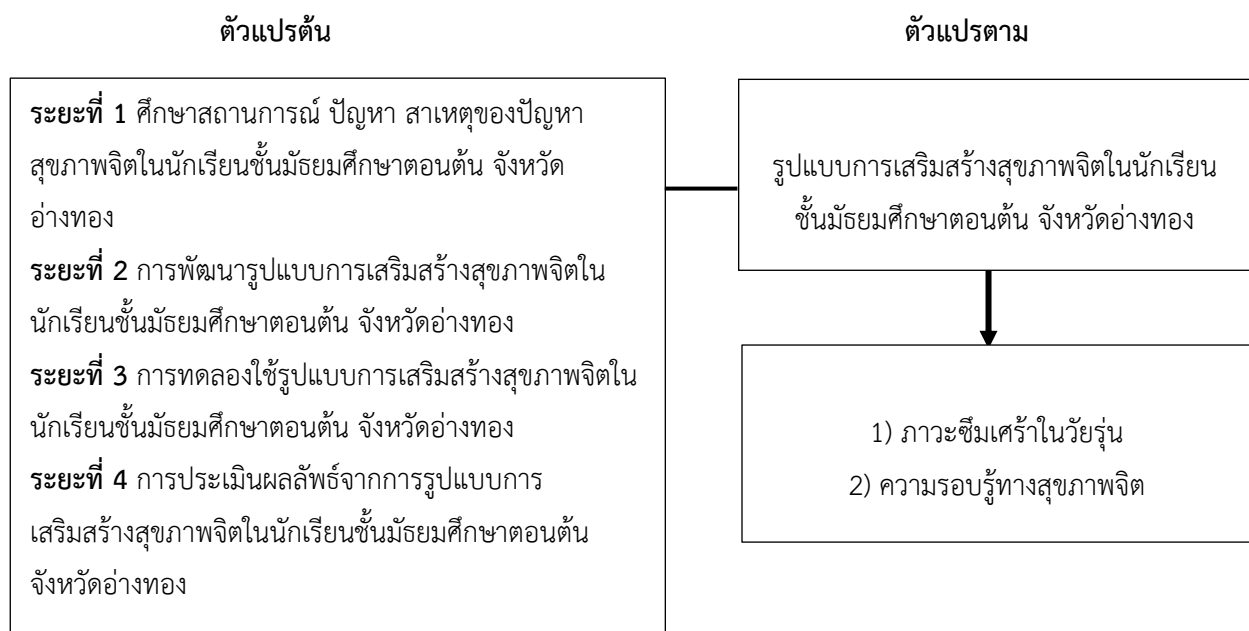 ตัวแปรต้น
ตัวแปรตาม
ระยะที่ 1 ศึกษาสถานการณ์ ปัญหา สาเหตุของปัญหา
สุขภาพจิตในนักเรียนชั้นมัธยมศึกษาตอนต้น จังหวัด
อ่างทอง
ระยะที่ 2 การพัฒนารูปแบบการเสริมสร้างสุขภาพจิตใน
นักเรียนชั้นมัธยมศึกษาตอนต้น จังหวัดอ่างทอง
ระยะที่ 3 การทดลองใช้รูปแบบการเสริมสร้างสุขภาพจิตใน
นักเรียนชั้นมัธยมศึกษาตอนต้น จังหวัดอ่างทอง
ระยะที่ 4 การประเมินผลลัพธ์จากการรูปแบบการ
เสริมสร้างสุขภาพจิตในนักเรียนชั้นมัธยมศึกษาตอนต้น
จังหวัดอ่างทอง
รูปแบบการเสริมสร้างสุขภาพจิตในนักเรียน
ชั้นมัธยมศึกษาตอนต้น จังหวัดอ่างทอง
1) ภาวะซึมเศร้าในวัยรุ่น
2) ความรอบรู้ทางสุขภาพจิต